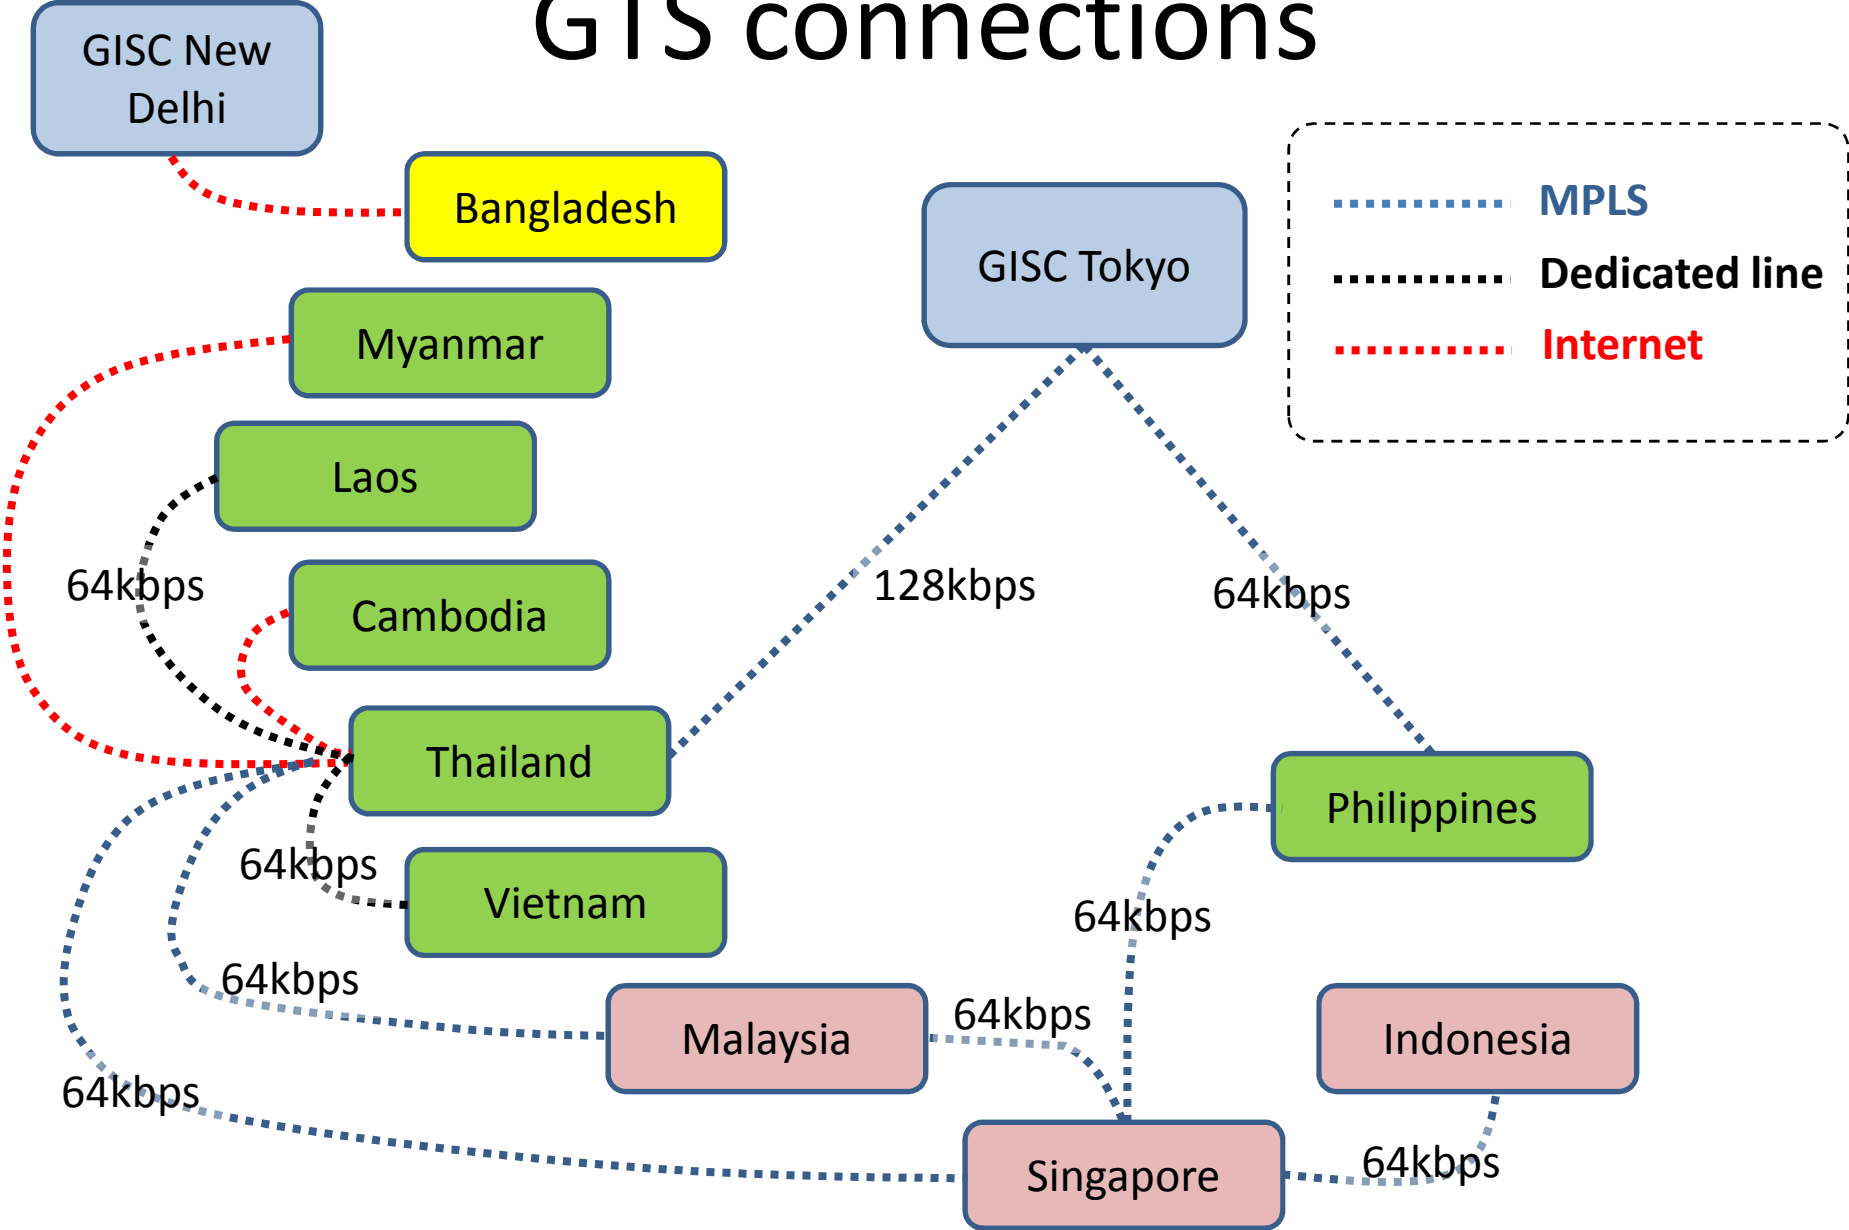 GTS connections
GISC New
Delhi
Bangladesh
GISC Tokyo
MPLS
Dedicated line
Internet
Myanmar
Laos
64kbps
Cambodia
128kbps
64kbps
Thailand
Philippines
64kbps
Vietnam
64kbps
64kbps
Malaysia
64kbps
Indonesia
64kbps
Singapore
64kbps